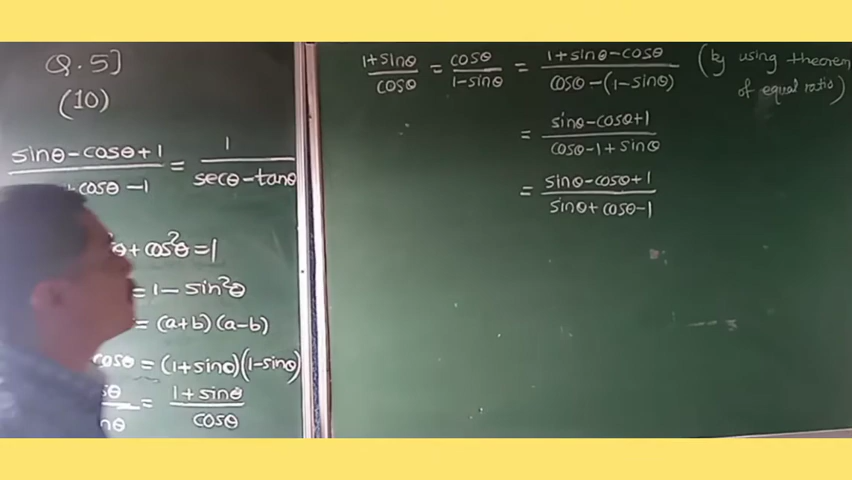 Q.5]
(10)
sinθ-cosθ+1 / +cosθ-1 = 1 / secθ-tanθ
θ+cos²θ=1
= 1-sin²θ
= (a+b)(a-b)
cosθ = (1+sinθ)(1-sinθ)
= 1+sinθ / cosθ
1+sinθ / cosθ = cosθ / 1-sinθ = 1+sinθ-cosθ / cosθ-(1-sinθ) (by using theorem
of equal ratio)
= sinθ-cosθ+1 / cosθ-1+sinθ
= sinθ-cosθ+1 / sinθ+cosθ-1